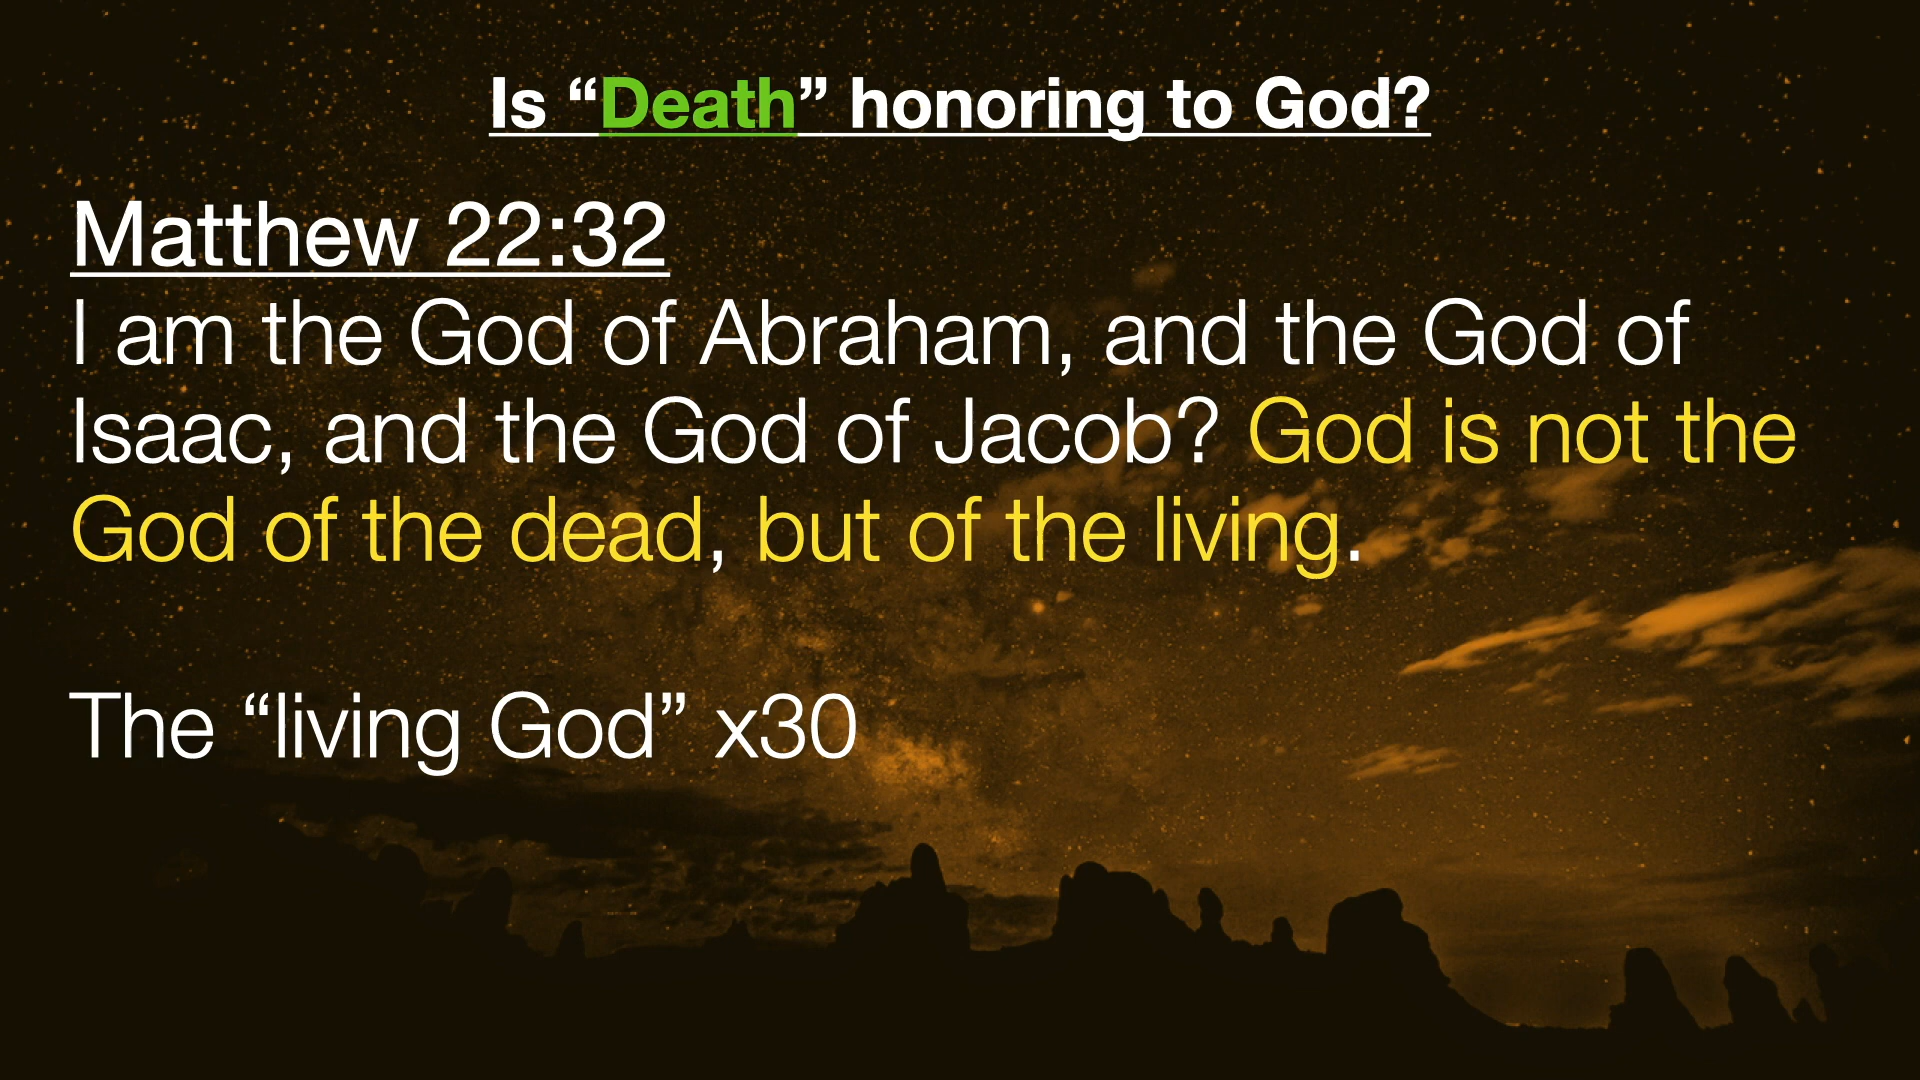 Is “Death” honoring to God?
Matthew 22:32
I am the God of Abraham, and the God of
Isaac, and the God of Jacob? God is not the
God of the dead, but of the living.
The “living God” x30